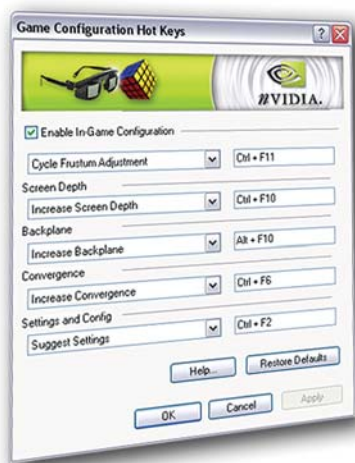 Game Configuration Hot Keys
nVIDIA.
Enable In-Game Configuration
Cycle Frustum Adjustment Ctrl + F11
Screen Depth
Increase Screen Depth Ctrl + F10
Backplane
Increase Backplane Alt + F10
Convergence
Increase Convergence Ctrl + F6
Settings and Config
Suggest Settings Ctrl + F2
Help... Restore Defaults
OK Cancel Apply